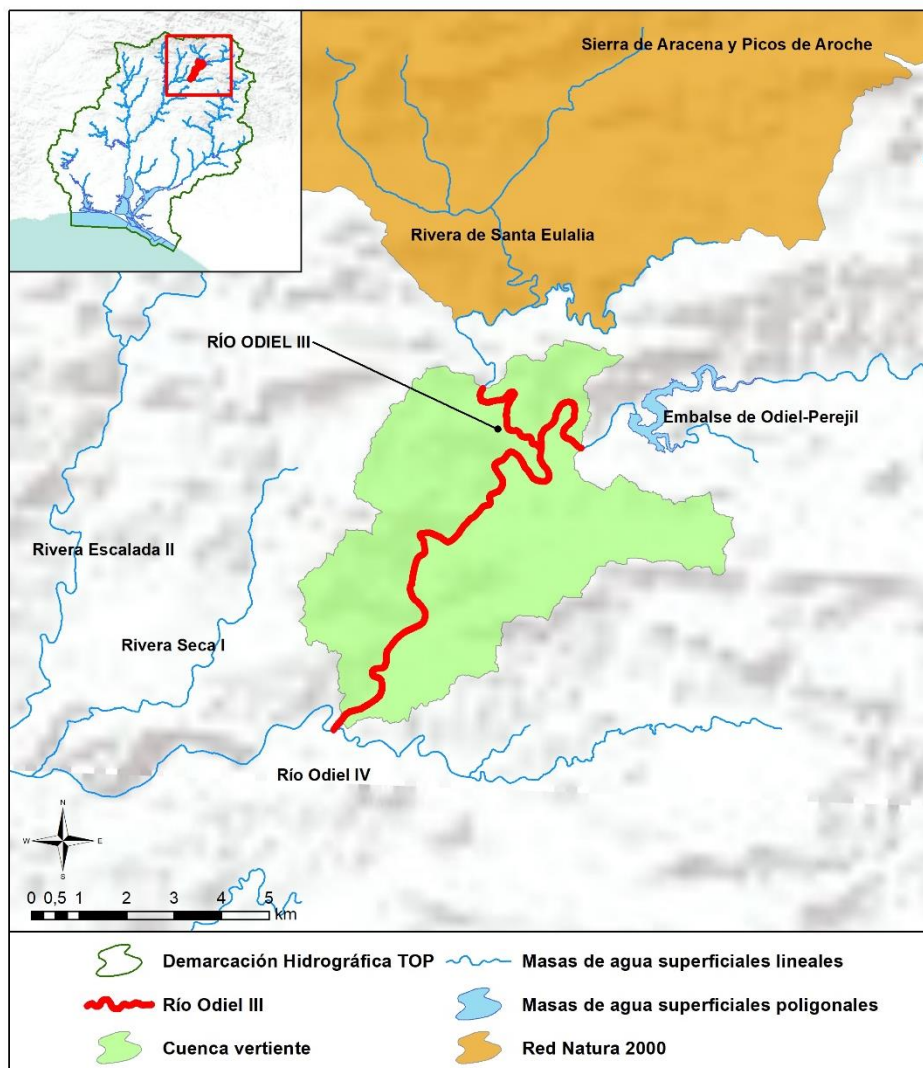 Sierra de Aracena y Picos de Aroche
Rivera de Santa Eulalia
RÍO ODIEL III
Embalse de Odiel-Perejil
Rivera Escalada II
Rivera Seca I
Río Odiel IV
N
W E
S
0 0,5 1 2 3 4 5
km
Demarcación Hidrográfica TOP
Masas de agua superficiales lineales
Río Odiel III
Masas de agua superficiales poligonales
Cuenca vertiente
Red Natura 2000